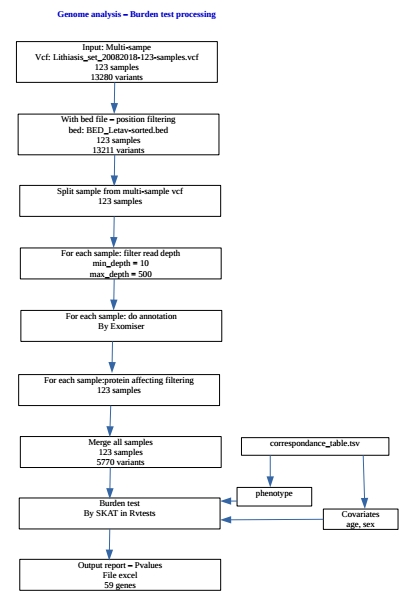 Genome analysis – Burden test processing
Input: Multi-sampe
Vcf: Lithiasis_set_20082018-123-samples.vcf
123 samples
13280 variants
With bed file – position filtering
bed: BED_Letav-sorted.bed
123 samples
13211 variants
Split sample from multi-sample vcf
123 samples
For each sample: filter read depth
min_depth = 10
max_depth = 500
For each sample: do annotation
By Exomiser
For each sample:protein affecting filtering
123 samples
Merge all samples
123 samples
5770 variants
correspondance_table.tsv
phenotype
Burden test
By SKAT in Rvtests
Covariates
age, sex
Output report – Pvalues
File excel
59 genes